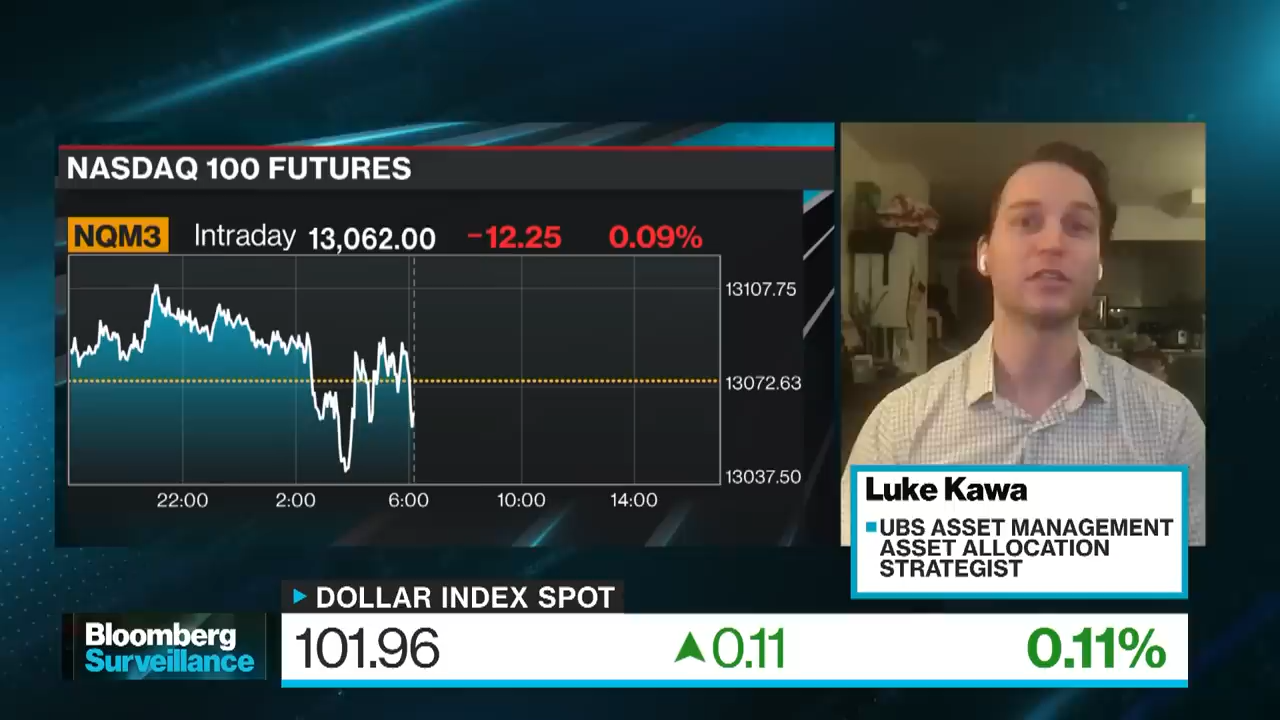 NASDAQ 100 FUTURES
NQM3 Intraday 13,062.00 -12.25 0.09%
13107.75
13072.63
13037.50
22:00 2:00 6:00 10:00 14:00
Luke Kawa
UBS ASSET MANAGEMENT
ASSET ALLOCATION
STRATEGIST
DOLLAR INDEX SPOT
Bloomberg
Surveillance
101.96 ▲0.11 0.11%